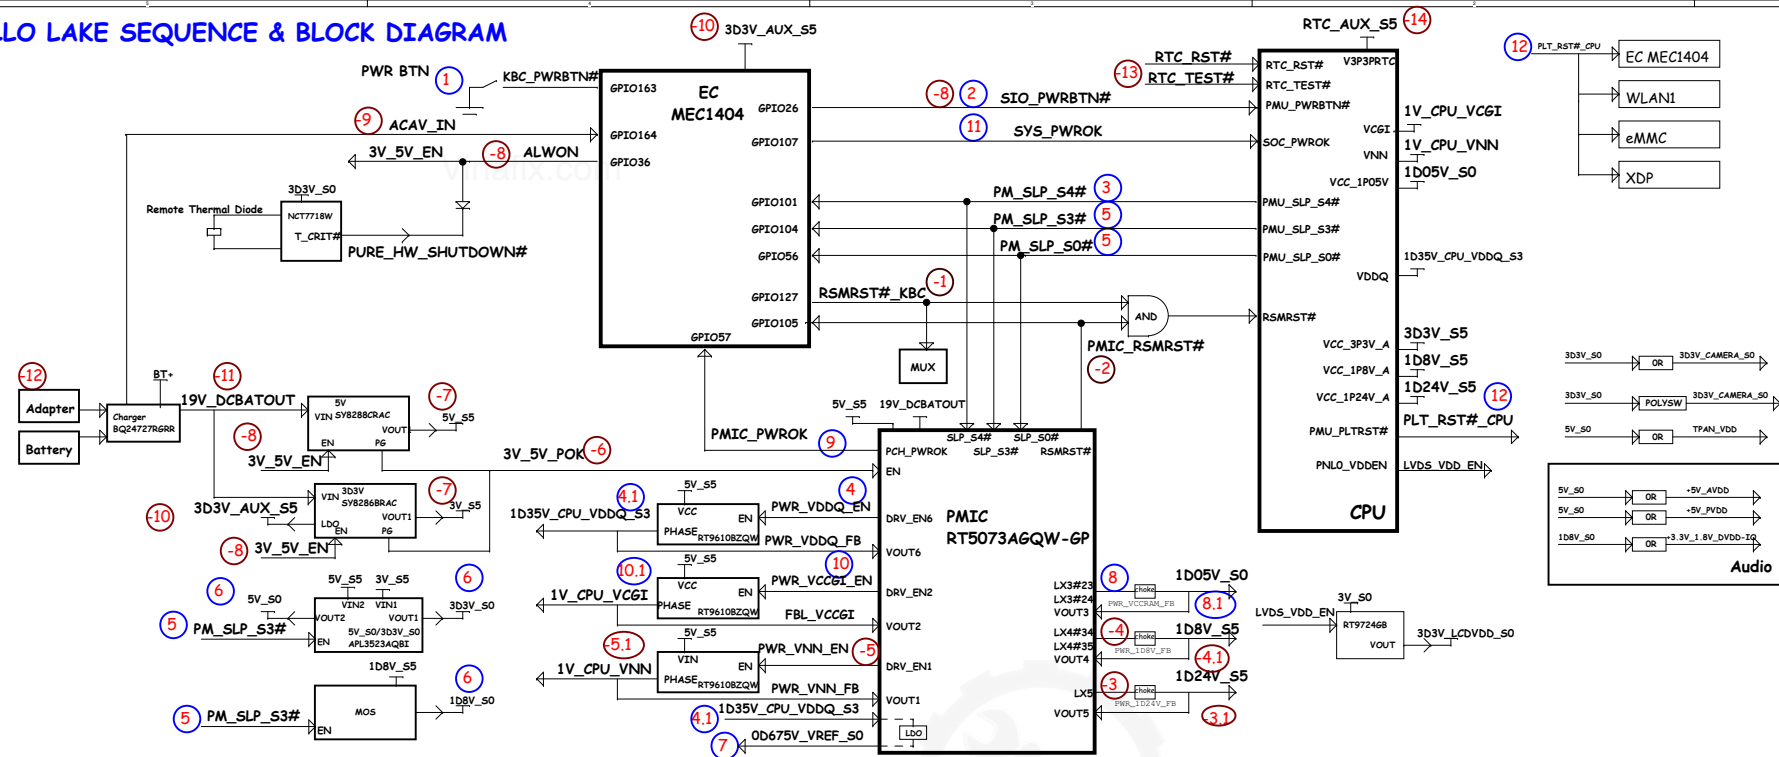 LLO LAKE SEQUENCE & BLOCK DIAGRAM
-10 3D3V_AUX_S5
RTC_AUX_S5 -14
PWR BTN 1 KBC_PWRBTN#
GPIO163
EC
MEC1404
GPIO26
-8 2 SIO_PWRBTN#
-9 ACAV_IN
GPIO164
GPIO107
11 SYS_PWROK
3V_5V_EN -8 ALWON
GPIO36
vinafix.com
3D3V_S0
Remote Thermal Diode
NCT7718W
T_CRIT#
PURE_HW_SHUTDOWN#
GPIO101
PM_SLP_S4# 3
GPIO104
PM_SLP_S3# 5
GPIO56
PM_SLP_S0# 5
GPIO127
RSMRST#_KBC -1
GPIO105
GPIO57
AND
PMIC_RSMRST#
-2
MUX
RTC_RST#
-13
RTC_TEST#
RTC_RST#
V3P3PRTC
RTC_TEST#
PMU_PWRBTN#
VCGI
1V_CPU_VCGI
SOC_PWROK
VNN
1V_CPU_VNN
VCC_1P05V
1D05V_S0
PMU_SLP_S4#
PMU_SLP_S3#
PMU_SLP_S0#
VDDQ
1D35V_CPU_VDDQ_S3
RSMRST#
VCC_3P3V_A
3D3V_S5
VCC_1P8V_A
1D8V_S5
VCC_1P24V_A
1D24V_S5
12
PMU_PLTRST#
PLT_RST#_CPU
PNL0_VDDEN
LVDS_VDD_EN
CPU
12 PLT_RST#_CPU
EC MEC1404
WLAN1
eMMC
XDP
3D3V_S0 OR 3D3V_CAMERA_S0
3D3V_S0 POLYSW 3D3V_CAMERA_S0
5V_S0 OR TPAN_VDD
5V_S0 OR +5V_AVDD
5V_S0 OR +5V_PVDD
1D8V_S0 OR +3.3V_1.8V_DVDD-IO
Audio
-12
Adapter
Battery
BT+
Charger
BQ24727RGRR
-11
19V_DCBATOUT
5V
VIN SY8288CRAC
VOUT
EN PG
-7
5V_S5
-8
3V_5V_EN
3V_5V_POK -6
3D3V
VIN SY8286BRAC
VOUT1
LDO
EN PG
-7
3V_S5
3D3V_AUX_S5
-10
-8 3V_5V_EN
6
5V_S0
5V_S5 3V_S5
VIN2 VIN1
VOUT2 VOUT1
5V_S0/3D3V_S0
APL3523AQBI
EN
6
3D3V_S0
5 PM_SLP_S3#
1D8V_S5
MOS
EN
6
1D8V_S0
5 PM_SLP_S3#
5V_S5 19V_DCBATOUT
PMIC_PWROK 9
SLP_S4# SLP_S0#
PCH_PWROK SLP_S3# RSMRST#
EN
4.1 5V_S5
4
1D35V_CPU_VDDQ_S3
VCC
PHASE EN
RT9610BZQW
PWR_VDDQ_EN
DRV_EN6
PWR_VDDQ_FB
VOUT6
PMIC
RT5073AGQW-GP
10.1 5V_S5
10
1V_CPU_VCGI
VCC
PHASE EN
RT9610BZQW
PWR_VCCGI_EN
DRV_EN2
FBL_VCCGI
VOUT2
-5.1 5V_S5
1V_CPU_VNN
VIN
PHASE EN
RT9610BZQW
PWR_VNN_EN -5
DRV_EN1
PWR_VNN_FB
VOUT1
4.1 1D35V_CPU_VDDQ_S3
7 0D675V_VREF_S0
LDO
LX3#23
LX3#24
VOUT3
8 choke 1D05V_S0
PWR_VCCRAM_FB 8.1
LX4#34
LX4#35
VOUT4
-4 choke 1D8V_S5
PWR_1D8V_FB -4.1
LX5
VOUT5
-3 choke 1D24V_S5
PWR_1D24V_FB -3.1
LVDS_VDD_EN
3V_S0
RT9724GB
VOUT
3D3V_LCDVDD_S0